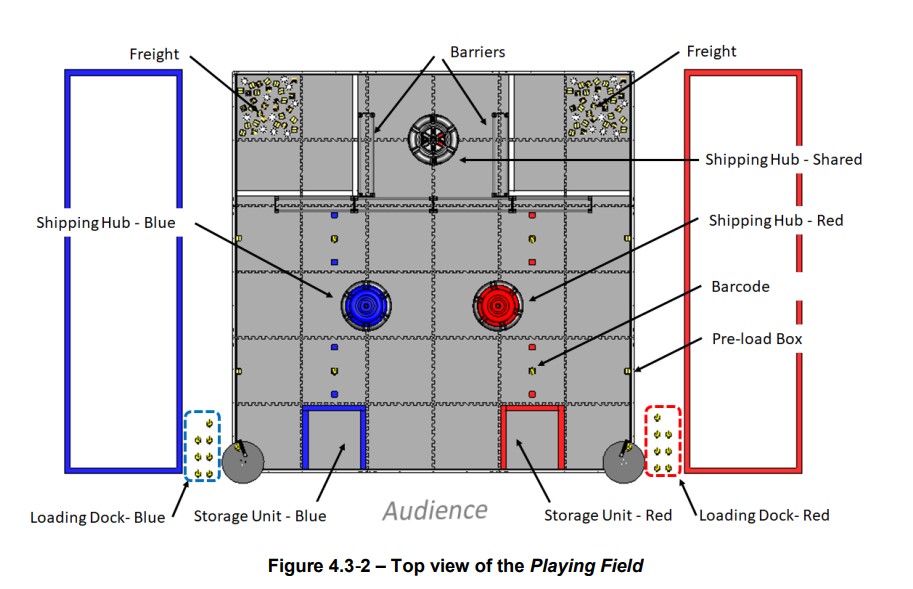 Freight
Barriers
Freight
Shipping Hub - Shared
Shipping Hub - Blue
Shipping Hub - Red
Barcode
Pre-load Box
Loading Dock- Blue
Storage Unit - Blue
Audience
Storage Unit - Red
Loading Dock- Red
Figure 4.3-2 – Top view of the Playing Field